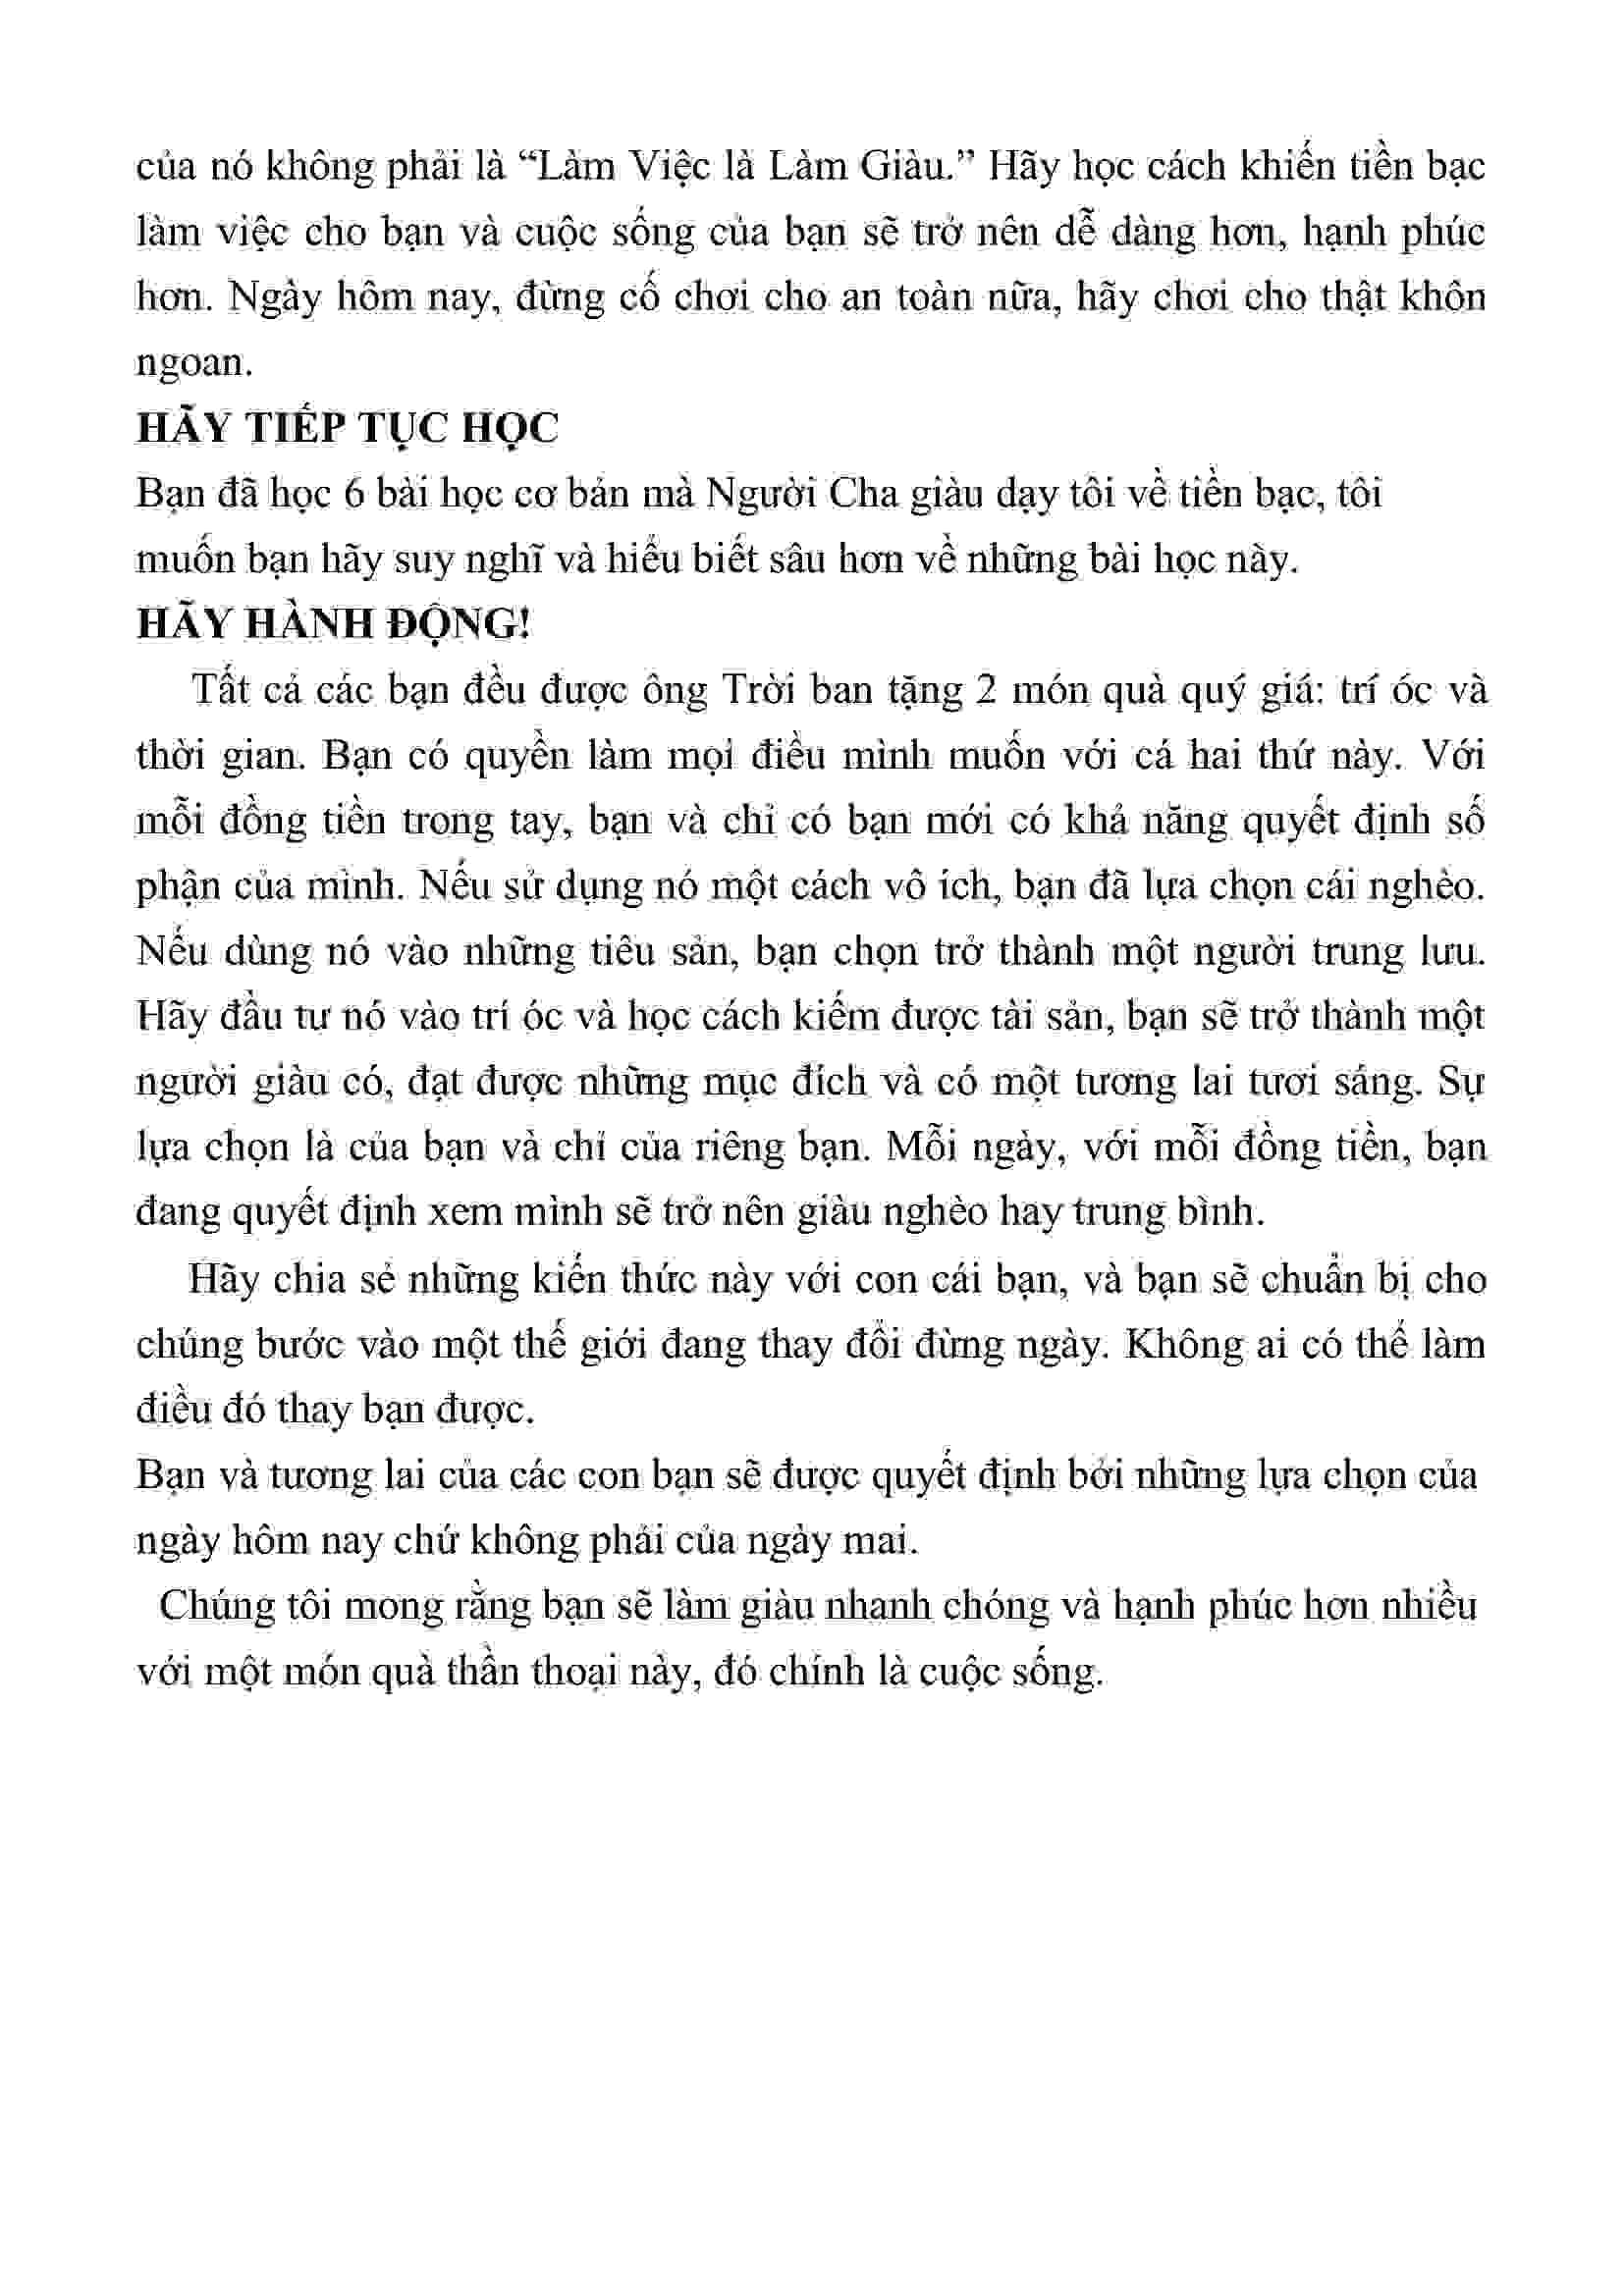 của nó không phải là “Làm Việc là Làm Giàu.” Hãy học cách khiến tiền bạc
làm việc cho bạn và cuộc sống của bạn sẽ trở nên dễ dàng hơn, hạnh phúc
hơn. Ngày hôm nay, đừng cố chơi cho an toàn nữa, hãy chơi cho thật khôn
ngoan.
HÃY TIẾP TỤC HỌC
Bạn đã học 6 bài học cơ bản mà Người Cha giàu dạy tôi về tiền bạc, tôi
muốn bạn hãy suy nghĩ và hiểu biết sâu hơn về những bài học này.
HÃY HÀNH ĐỘNG!
Tất cả các bạn đều được ông Trời ban tặng 2 món quà quý giá: trí óc và
thời gian. Bạn có quyền làm mọi điều mình muốn với cả hai thứ này. Với
mỗi đồng tiền trong tay, bạn và chỉ có bạn mới có khả năng quyết định số
phận của mình. Nếu sử dụng nó một cách vô ích, bạn đã lựa chọn cái nghèo.
Nếu dùng nó vào những tiêu sản, bạn chọn trở thành một người trung lưu.
Hãy đầu tư nó vào trí óc và học cách kiếm được tài sản, bạn sẽ trở thành một
người giàu có, đạt được những mục đích và có một tương lai tươi sáng. Sự
lựa chọn là của bạn và chỉ của riêng bạn. Mỗi ngày, với mỗi đồng tiền, bạn
đang quyết định xem mình sẽ trở nên giàu nghèo hay trung bình.
Hãy chia sẻ những kiến thức này với con cái bạn, và bạn sẽ chuẩn bị cho
chúng bước vào một thế giới đang thay đổi đừng ngày. Không ai có thể làm
điều đó thay bạn được.
Bạn và tương lai của các con bạn sẽ được quyết định bởi những lựa chọn của
ngày hôm nay chứ không phải của ngày mai.
Chúng tôi mong rằng bạn sẽ làm giàu nhanh chóng và hạnh phúc hơn nhiều
với một món quà thần thoại này, đó chính là cuộc sống.